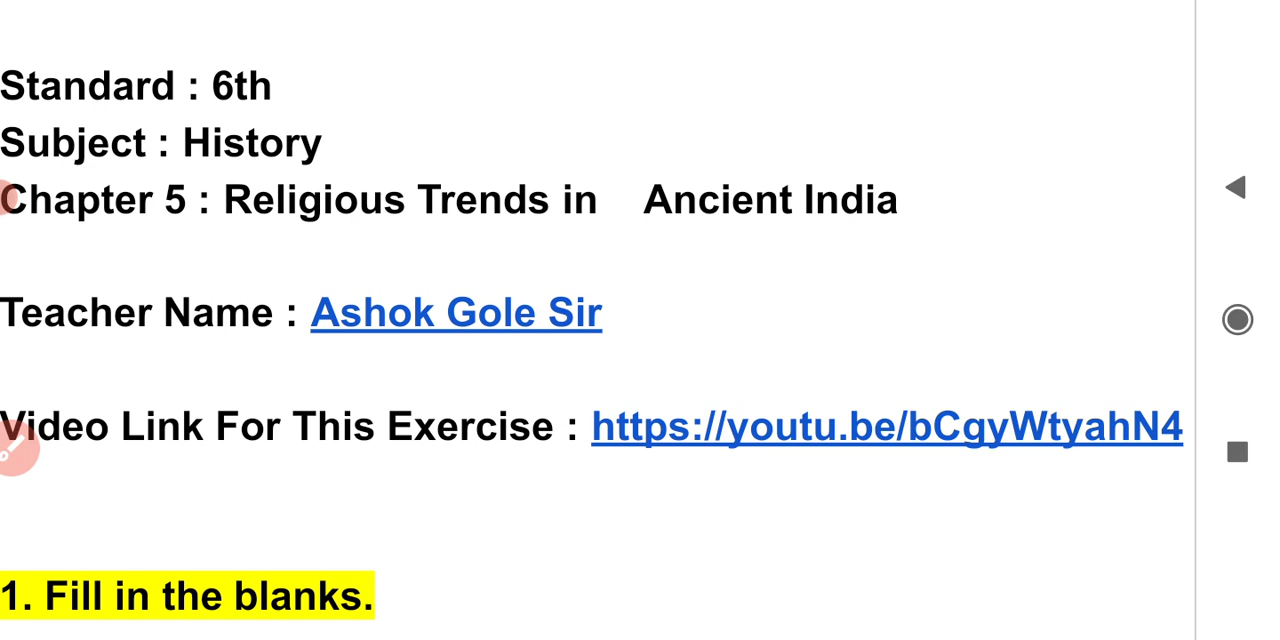 Standard : 6th
Subject : History
Chapter 5 : Religious Trends in Ancient India
Teacher Name : Ashok Gole Sir
Video Link For This Exercise : https://youtu.be/bCgyWtyahN4
1. Fill in the blanks.